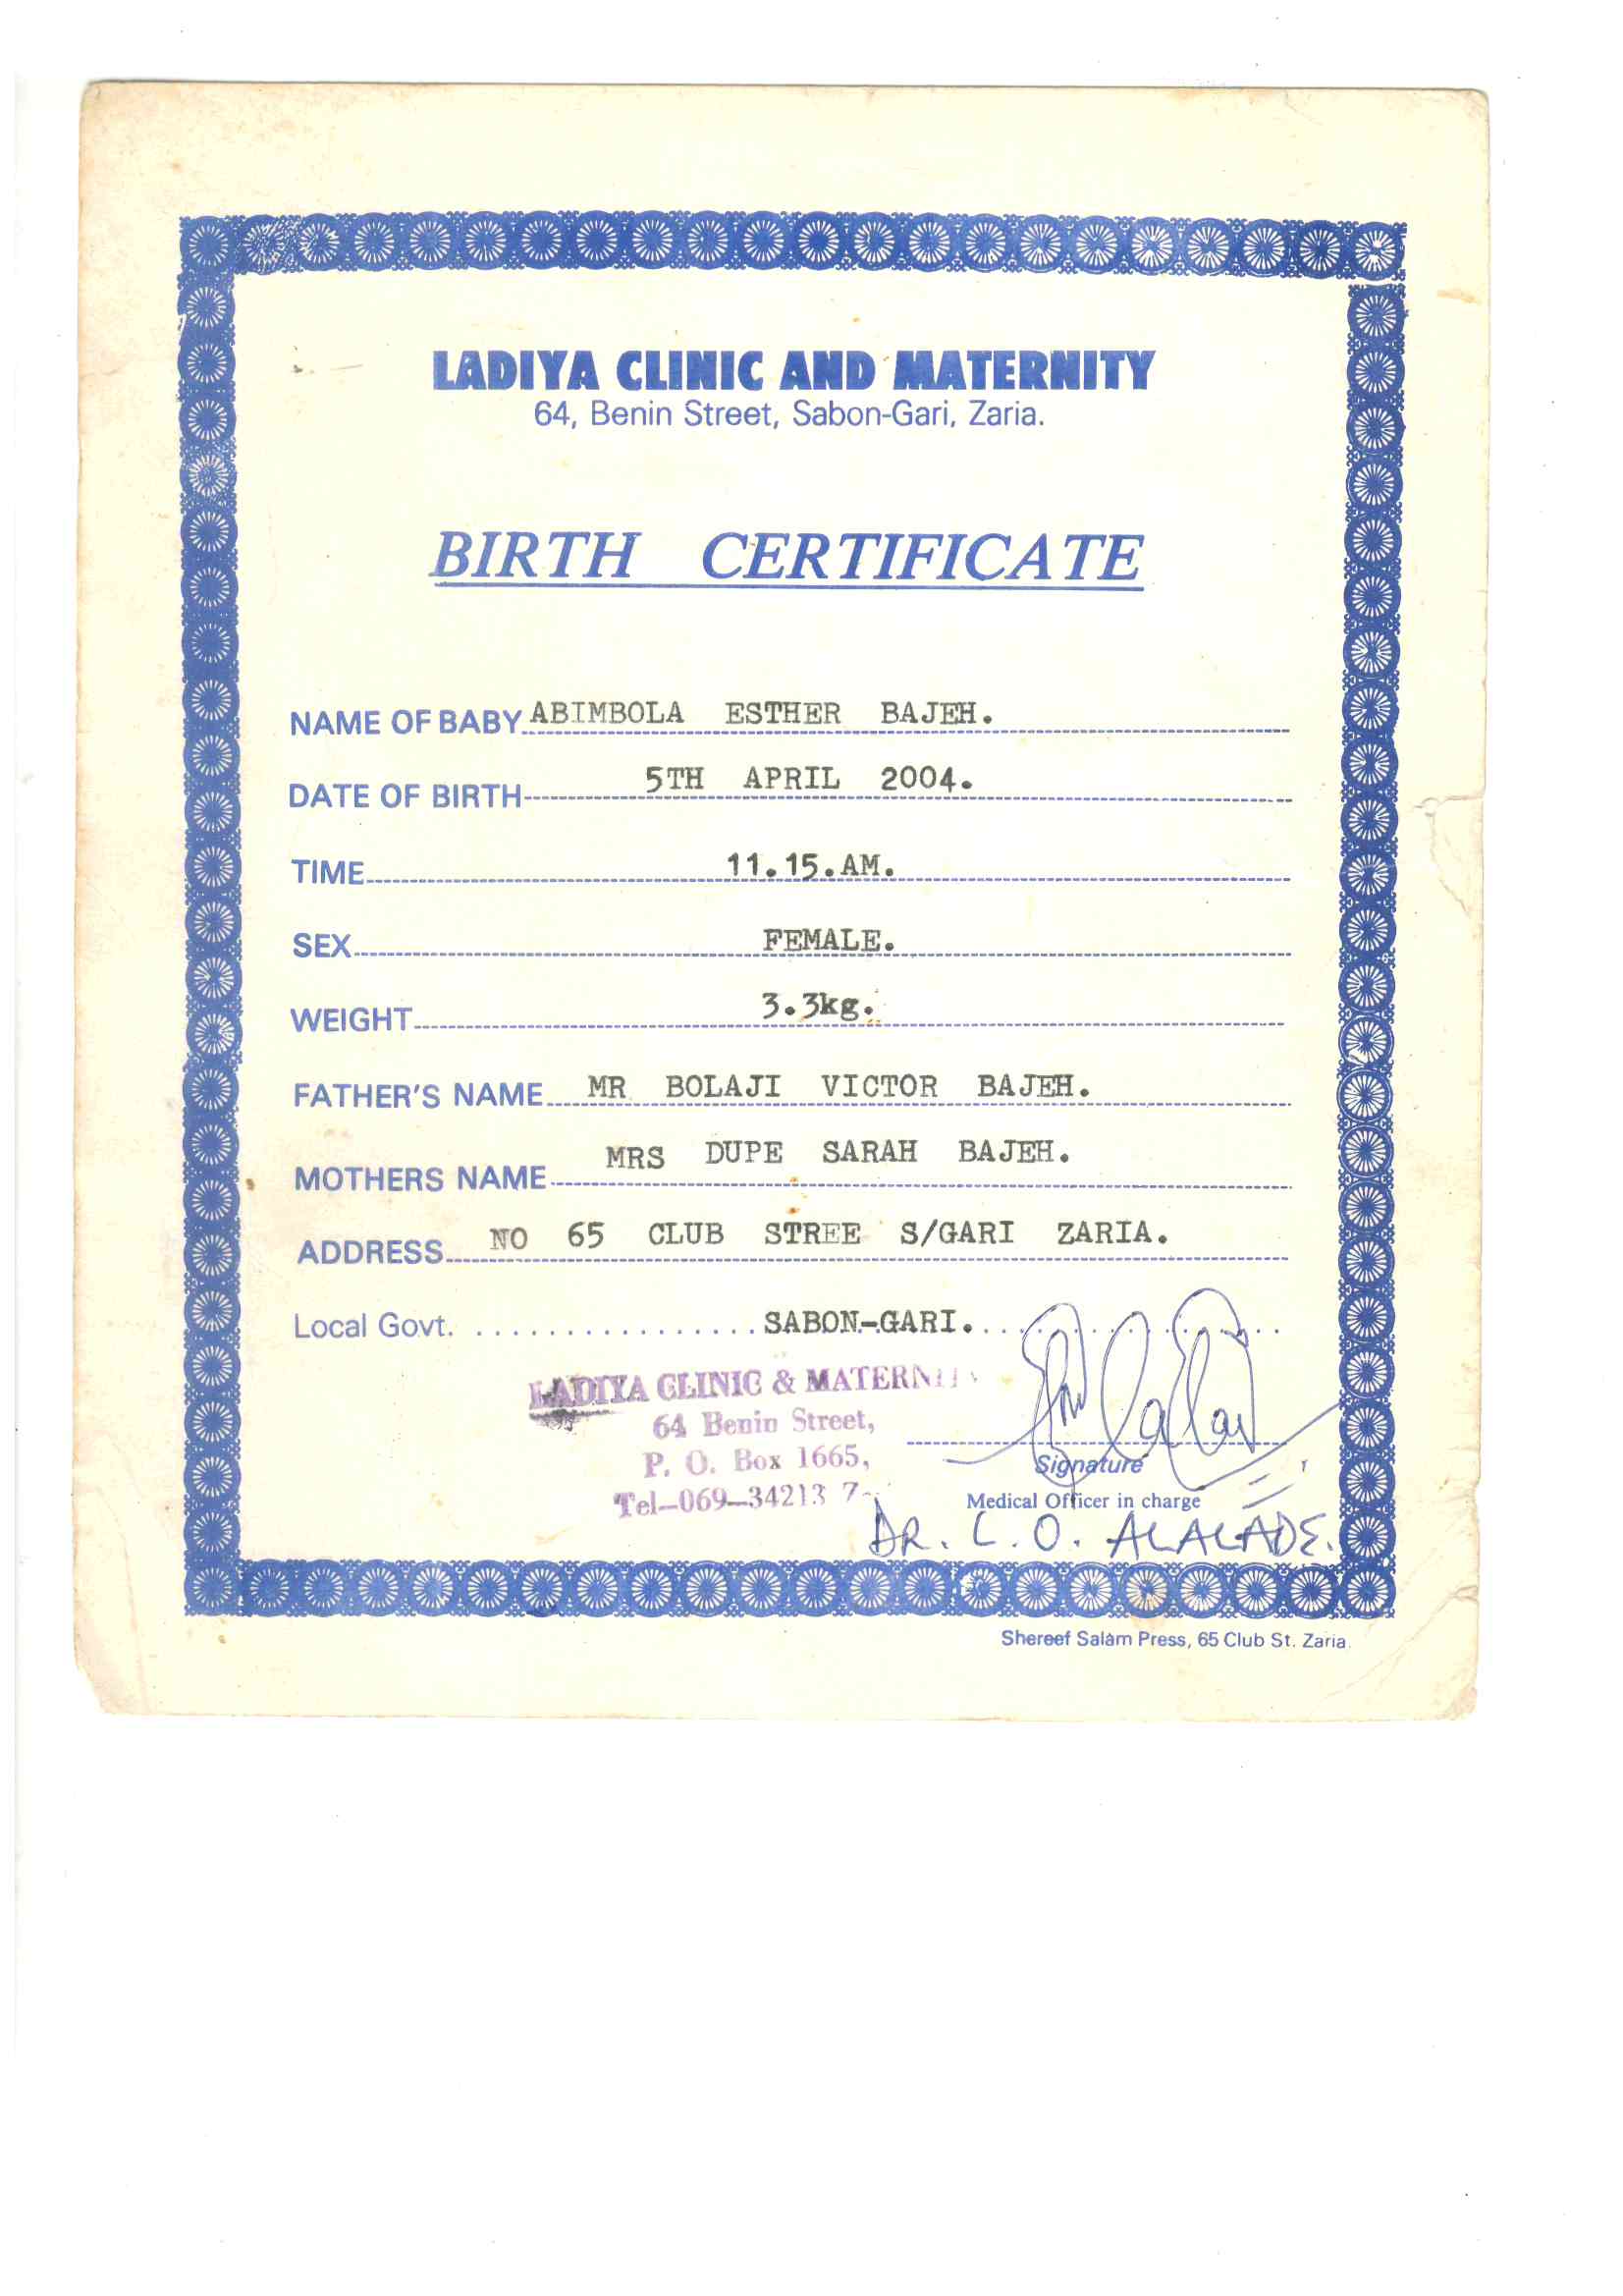 LADIYA CLINIC AND MATERNITY
64, Benin Street, Sabon-Gari, Zaria.
BIRTH CERTIFICATE
NAME OF BABY ABIMBOLA ESTHER BAJEH.
DATE OF BIRTH 5TH APRIL 2004.
TIME 11.15.AM.
SEX FEMALE.
WEIGHT 3.3kg.
FATHER'S NAME MR BOLAJI VICTOR BAJEH.
MOTHERS NAME MRS DUPE SARAH BAJEH.
ADDRESS NO 65 CLUB STREE S/GARI ZARIA.
Local Govt. SABON-GARI.
LADIYA CLINIC &
64 Benin Street,
P. O. Box 1665,
Tel-069-34213
Signature
Medical Officer in charge
DR. L. O. ALALADE.
Shereef Salam Press, 65 Club St. Zaria.